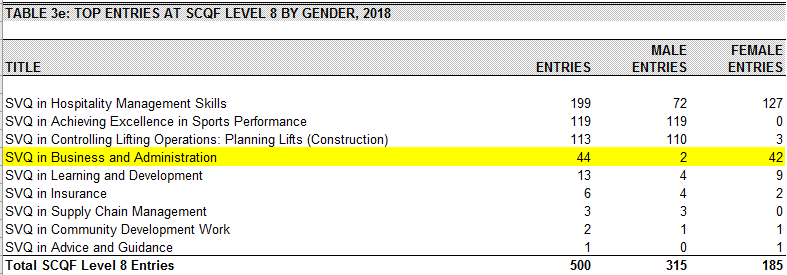 TABLE 3e: TOP ENTRIES AT SCQF LEVEL 8 BY GENDER, 2018
TITLE ENTRIES MALE ENTRIES FEMALE ENTRIES
SVQ in Hospitality Management Skills 199 72 127
SVQ in Achieving Excellence in Sports Performance 119 119 0
SVQ in Controlling Lifting Operations: Planning Lifts (Construction) 113 110 3
SVQ in Business and Administration 44 2 42
SVQ in Learning and Development 13 4 9
SVQ in Insurance 6 4 2
SVQ in Supply Chain Management 3 3 0
SVQ in Community Development Work 2 1 1
SVQ in Advice and Guidance 1 0 1
Total SCQF Level 8 Entries 500 315 185